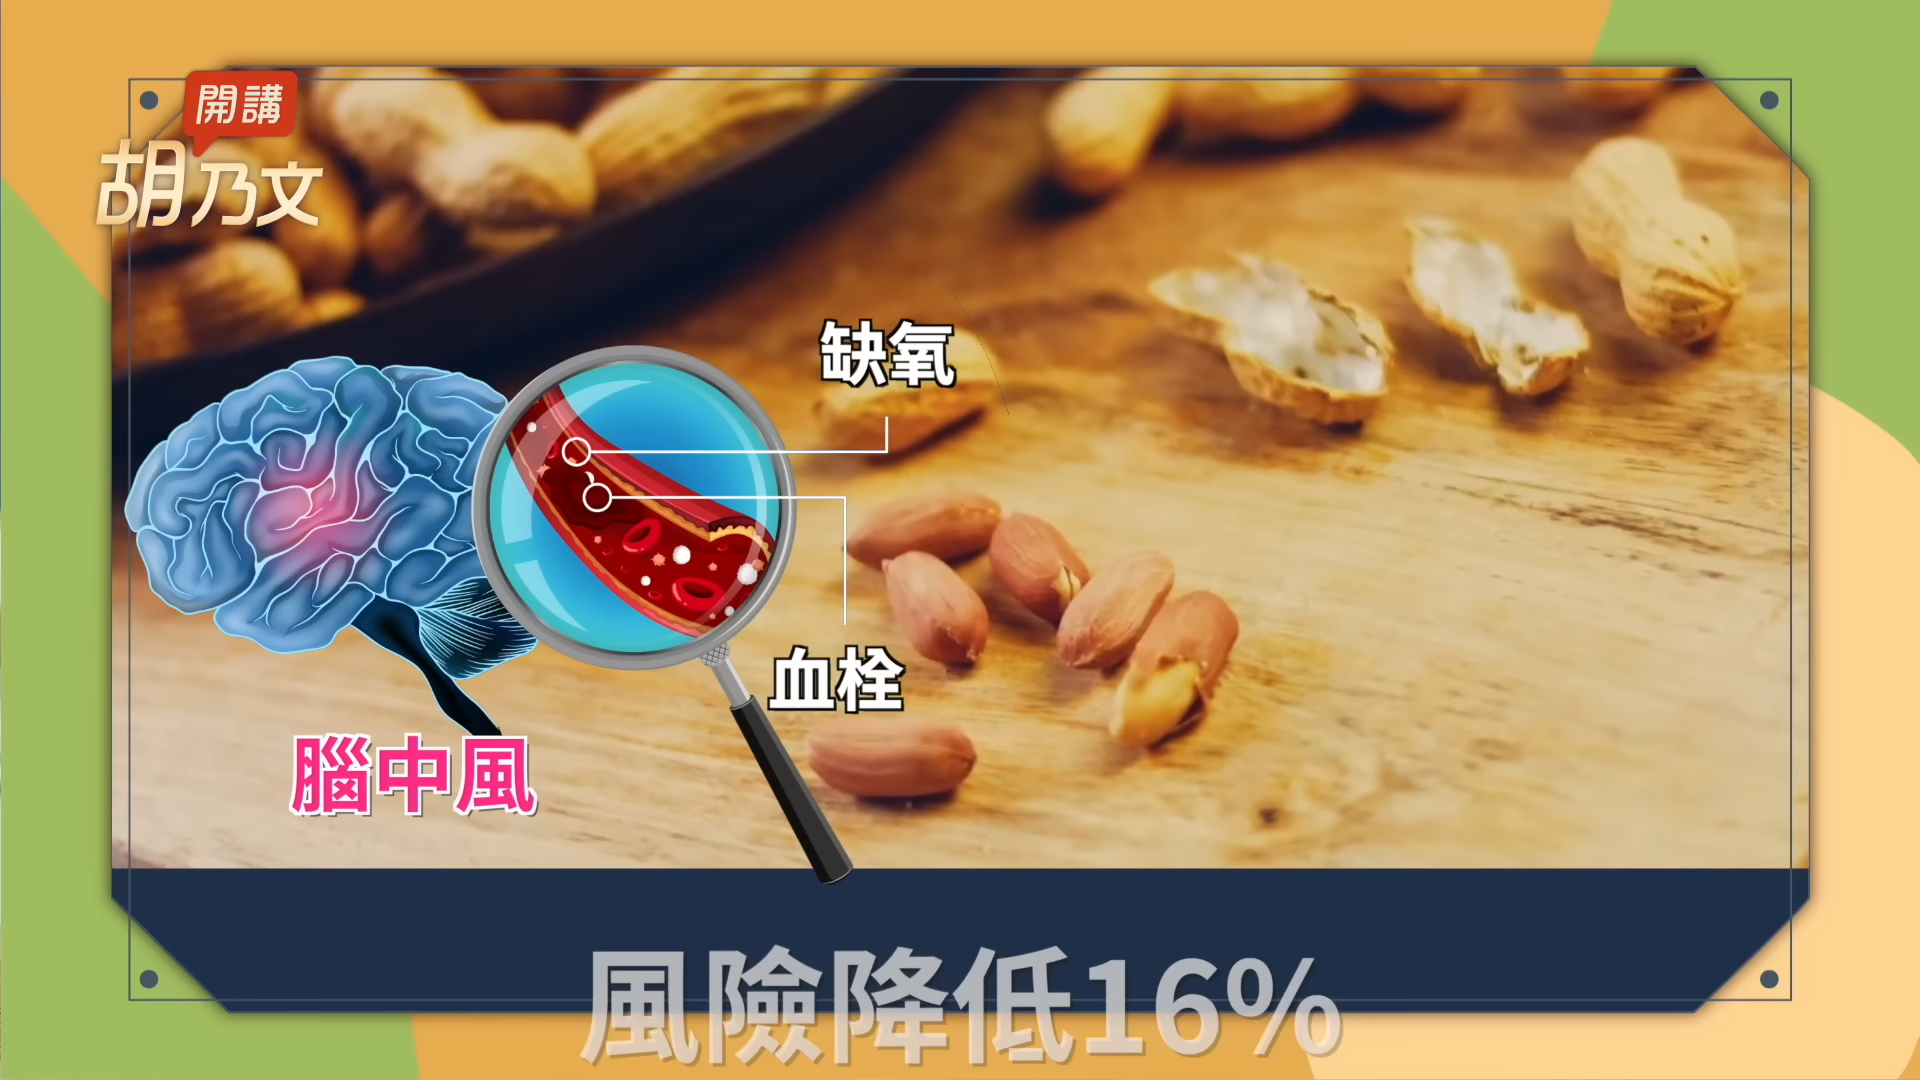 開講
胡乃文
缺氧
血栓
腦中風
風險降低16%